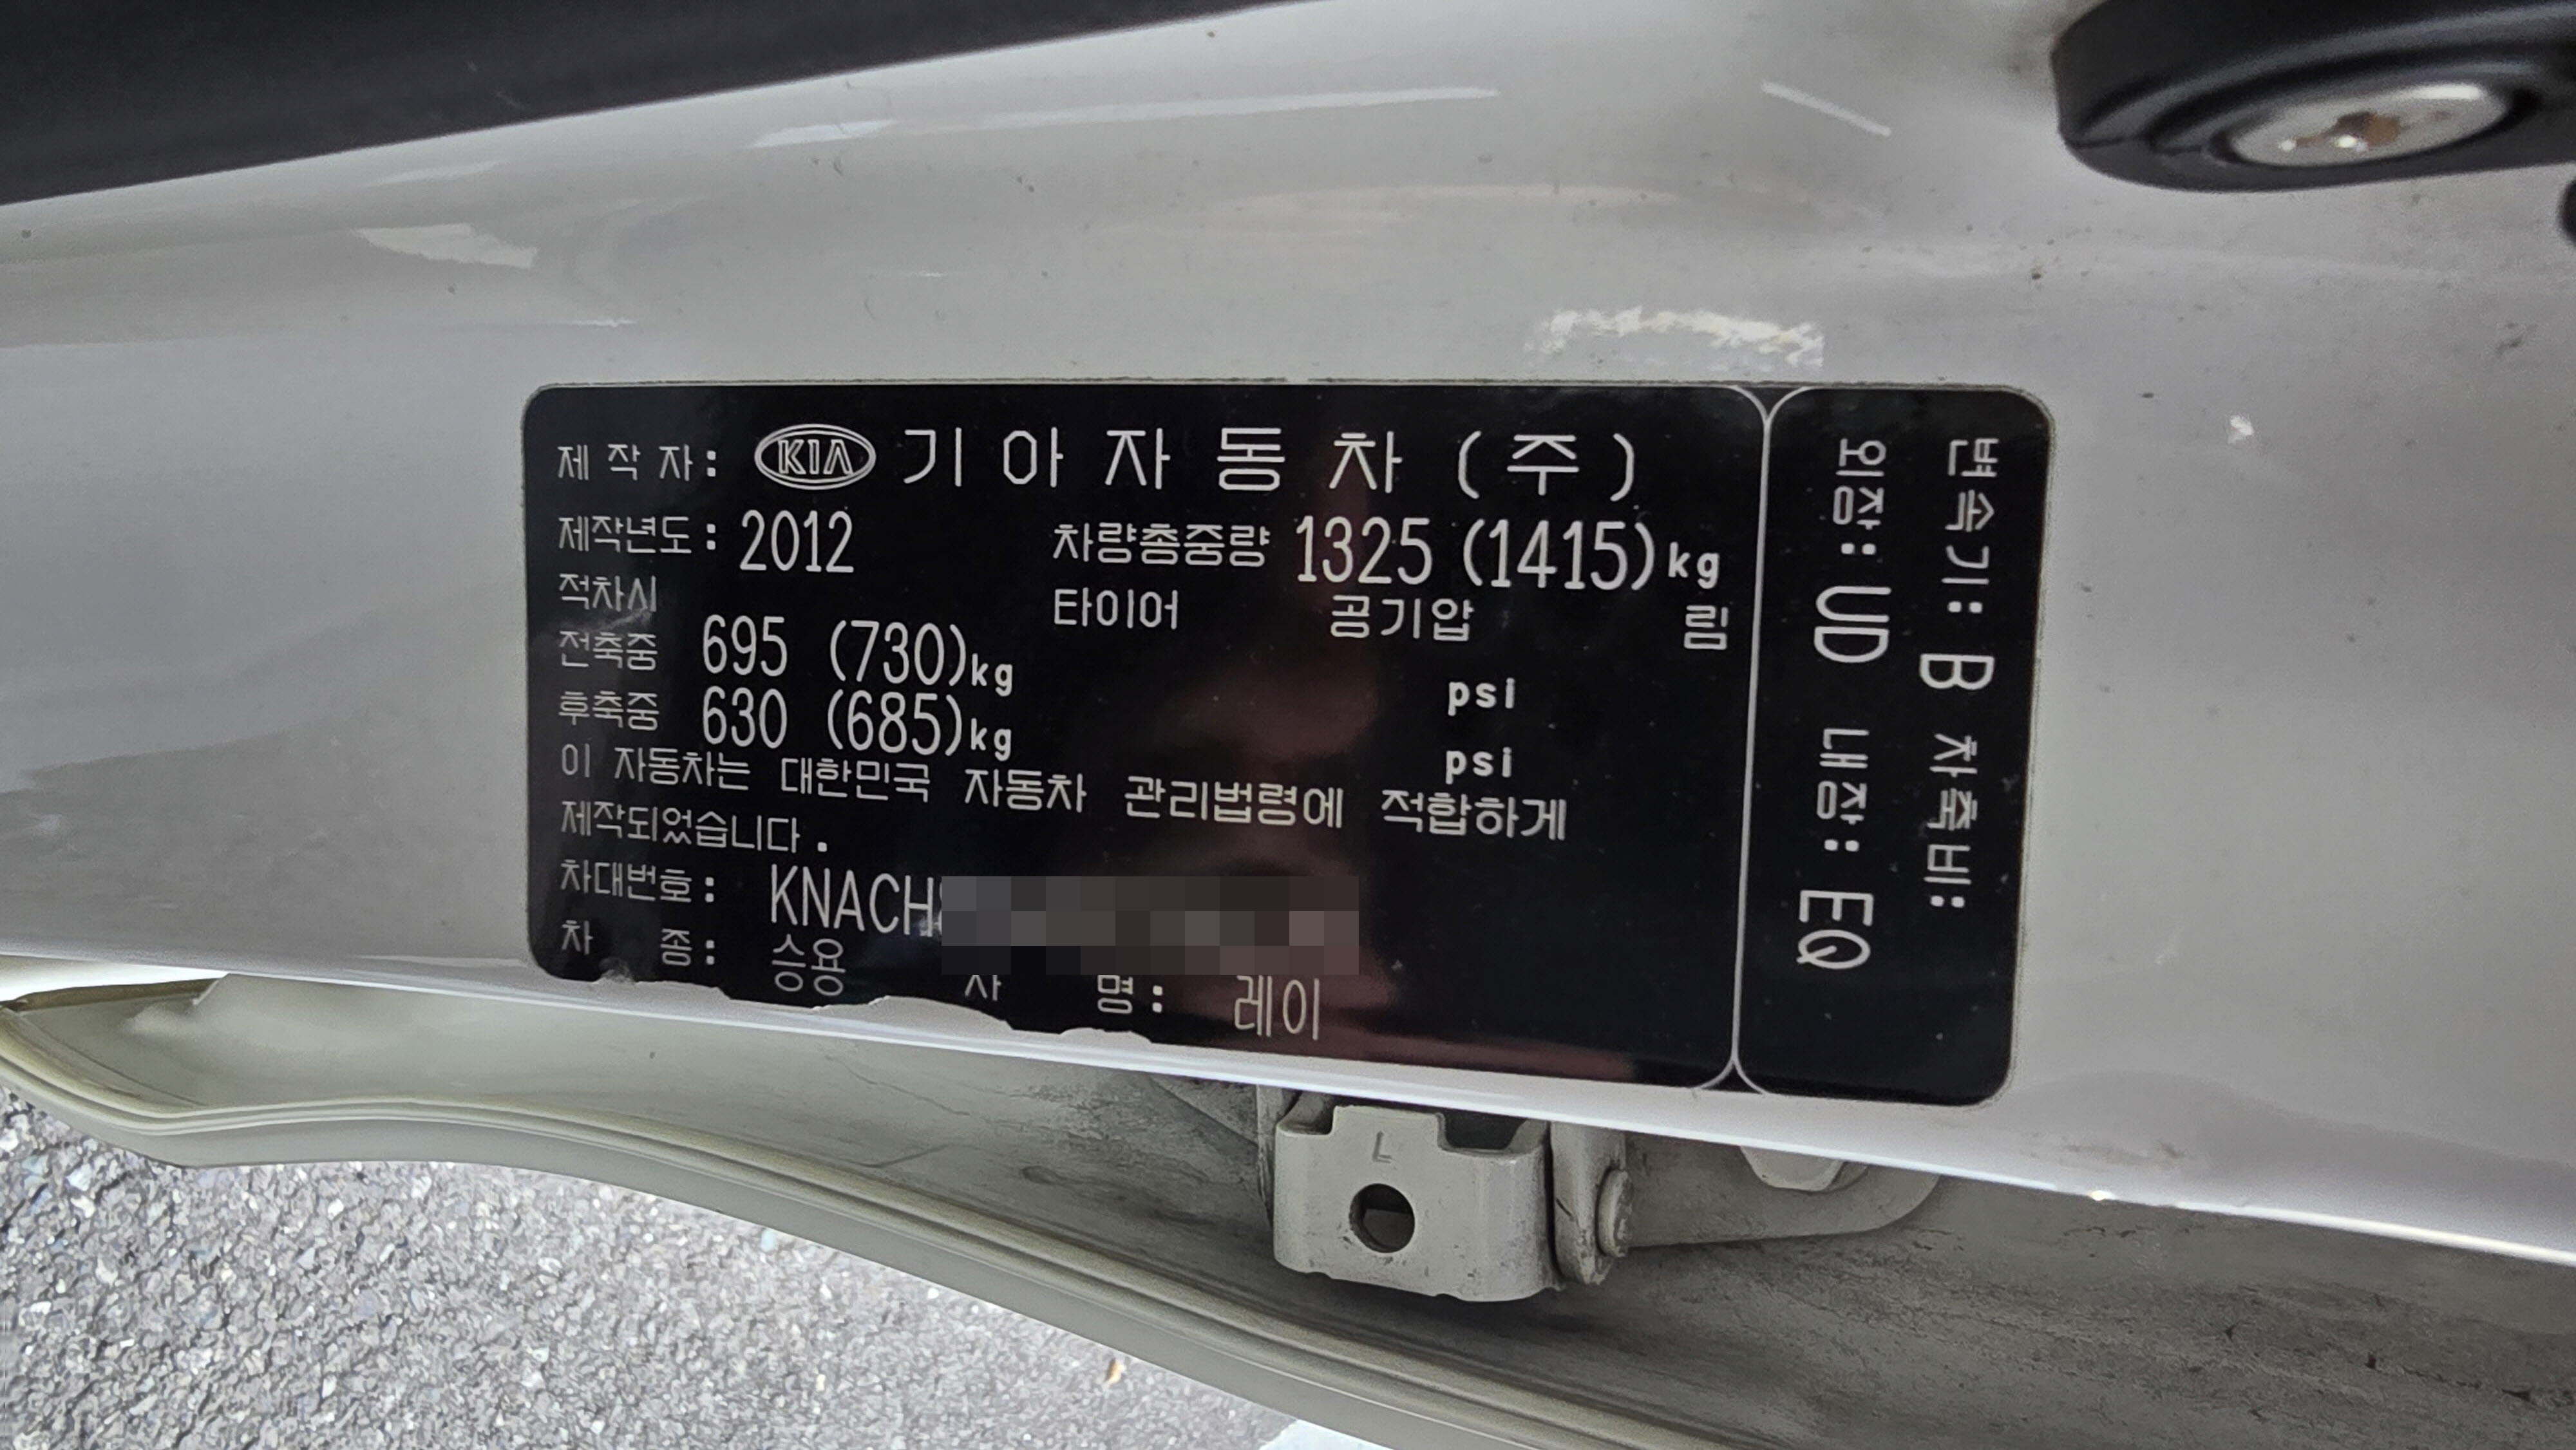 제 작 자: KIA 기 아 자 동 차 (주)
제작년도: 2012 차량총중량 1325 (1415)kg
적차시 타이어 공기압 림
전축중 695 (730)kg psi
후축중 630 (685)kg psi
이 자동차는 대한민국 자동차 관리법령에 적합하게
제작되었습니다.
차대번호: KNACH
차 종: 승용 차 명: 레이
변속기: B 차축비:
외장: UD 내장: EQ
L